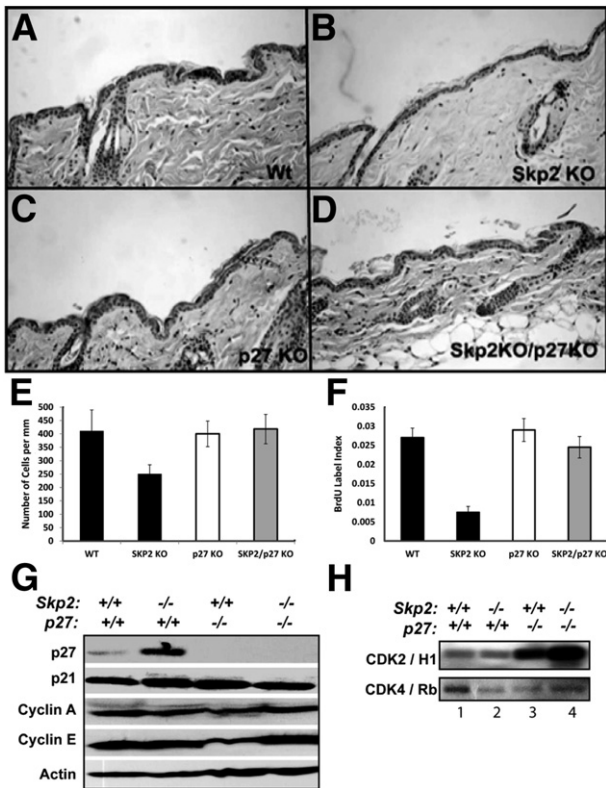 A
B
Wt
Skp2 KO
C
D
p27 KO
Skp2KO/p27KO
E
F
Number of Cells per mm
500
450
400
350
300
250
200
150
100
50
0
WT
SKP2 KO
p27 KO
SKP2/p27 KO
BrdU Label Index
0.035
0.03
0.025
0.02
0.015
0.01
0.005
0
WT
SKP2 KO
p27 KO
SKP2/p27 KO
G
Skp2: +/+ -/- +/+ -/-
p27: +/+ +/+ -/- -/-
p27
p21
Cyclin A
Cyclin E
Actin
H
Skp2: +/+ -/- +/+ -/-
p27: +/+ +/+ -/- -/-
CDK2 / H1
CDK4 / Rb
1 2 3 4